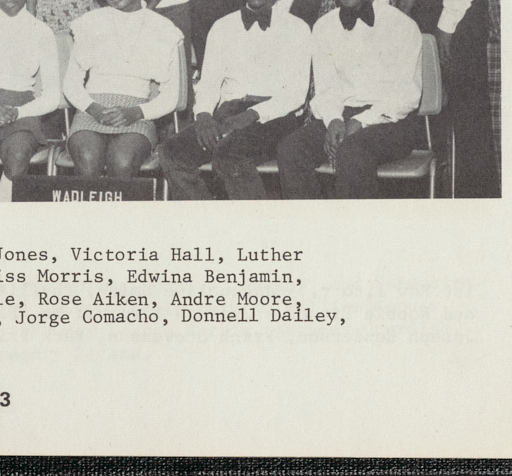 WADLEIGH
Jones, Victoria Hall, Luther
iss Morris, Edwina Benjamin,
le, Rose Aiken, Andre Moore,
, Jorge Comacho, Donnell Dailey,
3